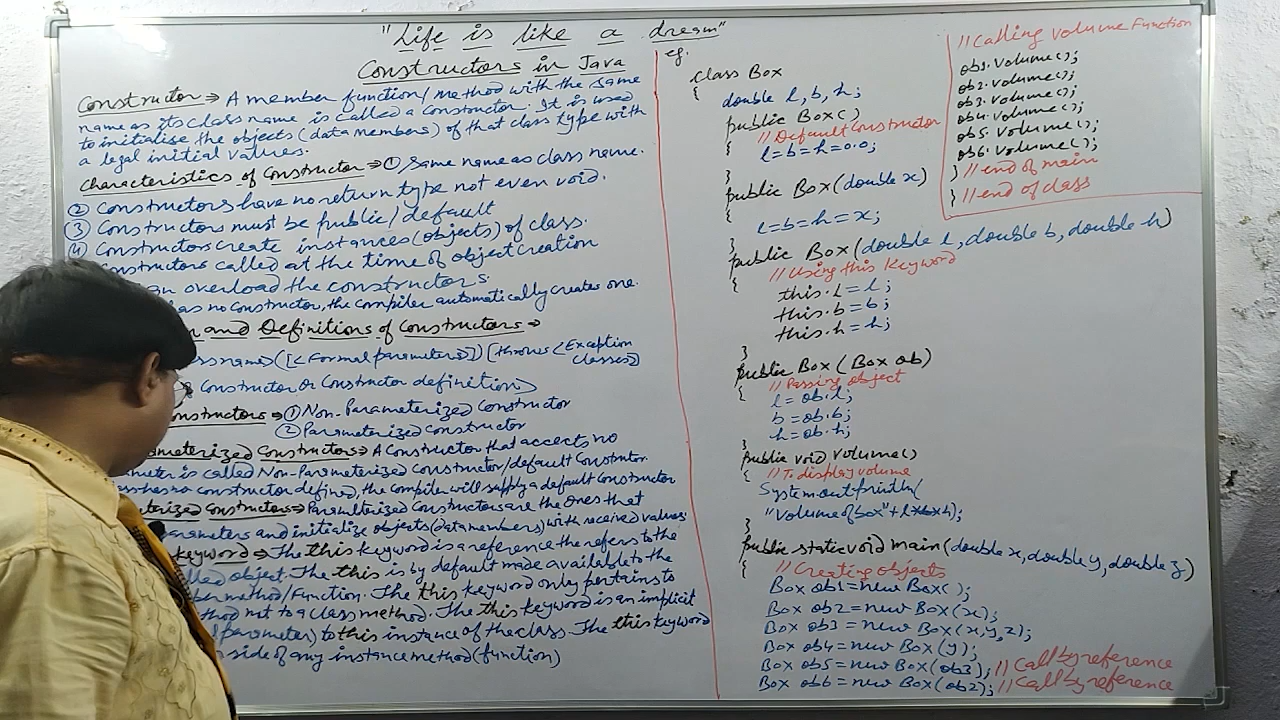 "Life is like a dream"
Constructors in Java
Constructor ⇒ A member function/method with the same
name as its class name is called a constructor. It is used
to initialise the objects (data members) of that class type with
a legal initial values.
Characteristics of Constructor ⇒ ① Same name as class name.
② Constructors have no return type not even void.
③ Constructors must be public/default
④ Constructors create instances (objects) of class.
Constructors called at the time of object creation
an overload the constructors.
as no constructor, the compiler automatically creates one.
and Definitions of Constructors ⇒
ssname>([<Formal parameters>]) [throws <Exception
classes>]
Constructor or Constructor definition
Constructors ⇒ ① Non-Parameterized Constructor
② Parameterized Constructor
ameterized Constructors ⇒ A Constructor that accects no
ameter is called Non-Parameterized Constructor/default Constrtor.
ss has no constructor defined, the compiler will supply a default constructor
terized Constructors ⇒ Parameterized Constructors are the ones that
arameters and initialize objects (data members) with received values
keyword ⇒ The this keyword is a reference the refers to the
lled object. The this is by default made available to the
ber method/function. The this keyword only pertains to
thod not to a class method. The this keyword is an implicit
(parameter) to this instance of the class. The this keyword
side of any instance method (function)
eg.
class Box
{
double l, b, h;
public Box()
// Default constructor
{
l=b=h=0.0;
}
public Box(double x)
{
l=b=h=x;
}
public Box(double l, double b, double h)
// Using this Keyword
{
this.l=l;
this.b=b;
this.h=h;
}
public Box(Box ob)
// Passing object
{
l=ob.l;
b=ob.b;
h=ob.h;
}
public void volume()
// To display volume
{
System.out.println(
"Volume of box"+l*b*h);
}
public static void main(double x, double y, double z)
{
// Creating objects
Box ob1=new Box();
Box ob2=new Box(x);
Box ob3=new Box(x,y,z);
Box ob4=new Box(y);
Box ob5=new Box(ob3); // Call by reference
Box ob6=new Box(ob2); // Call by reference
// Calling volume Function
ob1.volume();
ob2.volume();
ob3.volume();
ob4.volume();
ob5.volume();
ob6.volume();
} // end of main
} // end of class